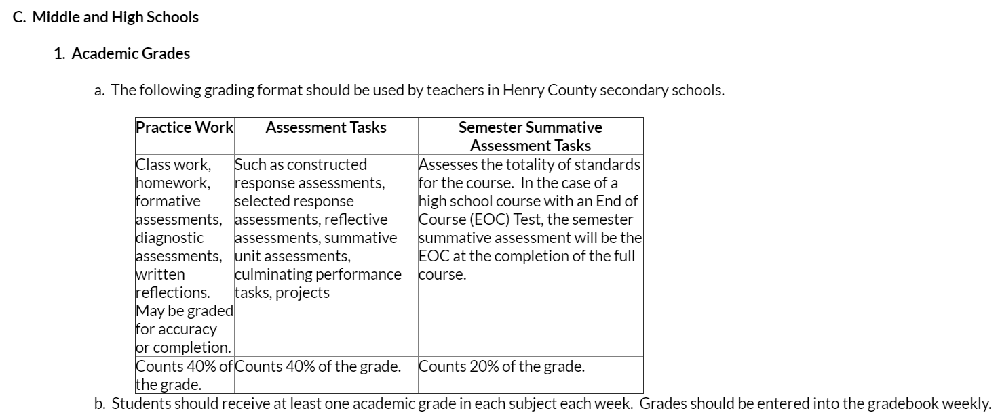 C. Middle and High Schools
1. Academic Grades
a. The following grading format should be used by teachers in Henry County secondary schools.
Practice Work
Assessment Tasks
Semester Summative
Assessment Tasks
Class work,
homework,
formative
assessments,
diagnostic
assessments,
written
reflections.
May be graded
for accuracy
or completion.
Such as constructed
response assessments,
selected response
assessments, reflective
assessments, summative
unit assessments,
culminating performance
tasks, projects
Assesses the totality of standards
for the course. In the case of a
high school course with an End of
Course (EOC) Test, the semester
summative assessment will be the
EOC at the completion of the full
course.
Counts 40% of
the grade.
Counts 40% of the grade.
Counts 20% of the grade.
b. Students should receive at least one academic grade in each subject each week. Grades should be entered into the gradebook weekly.